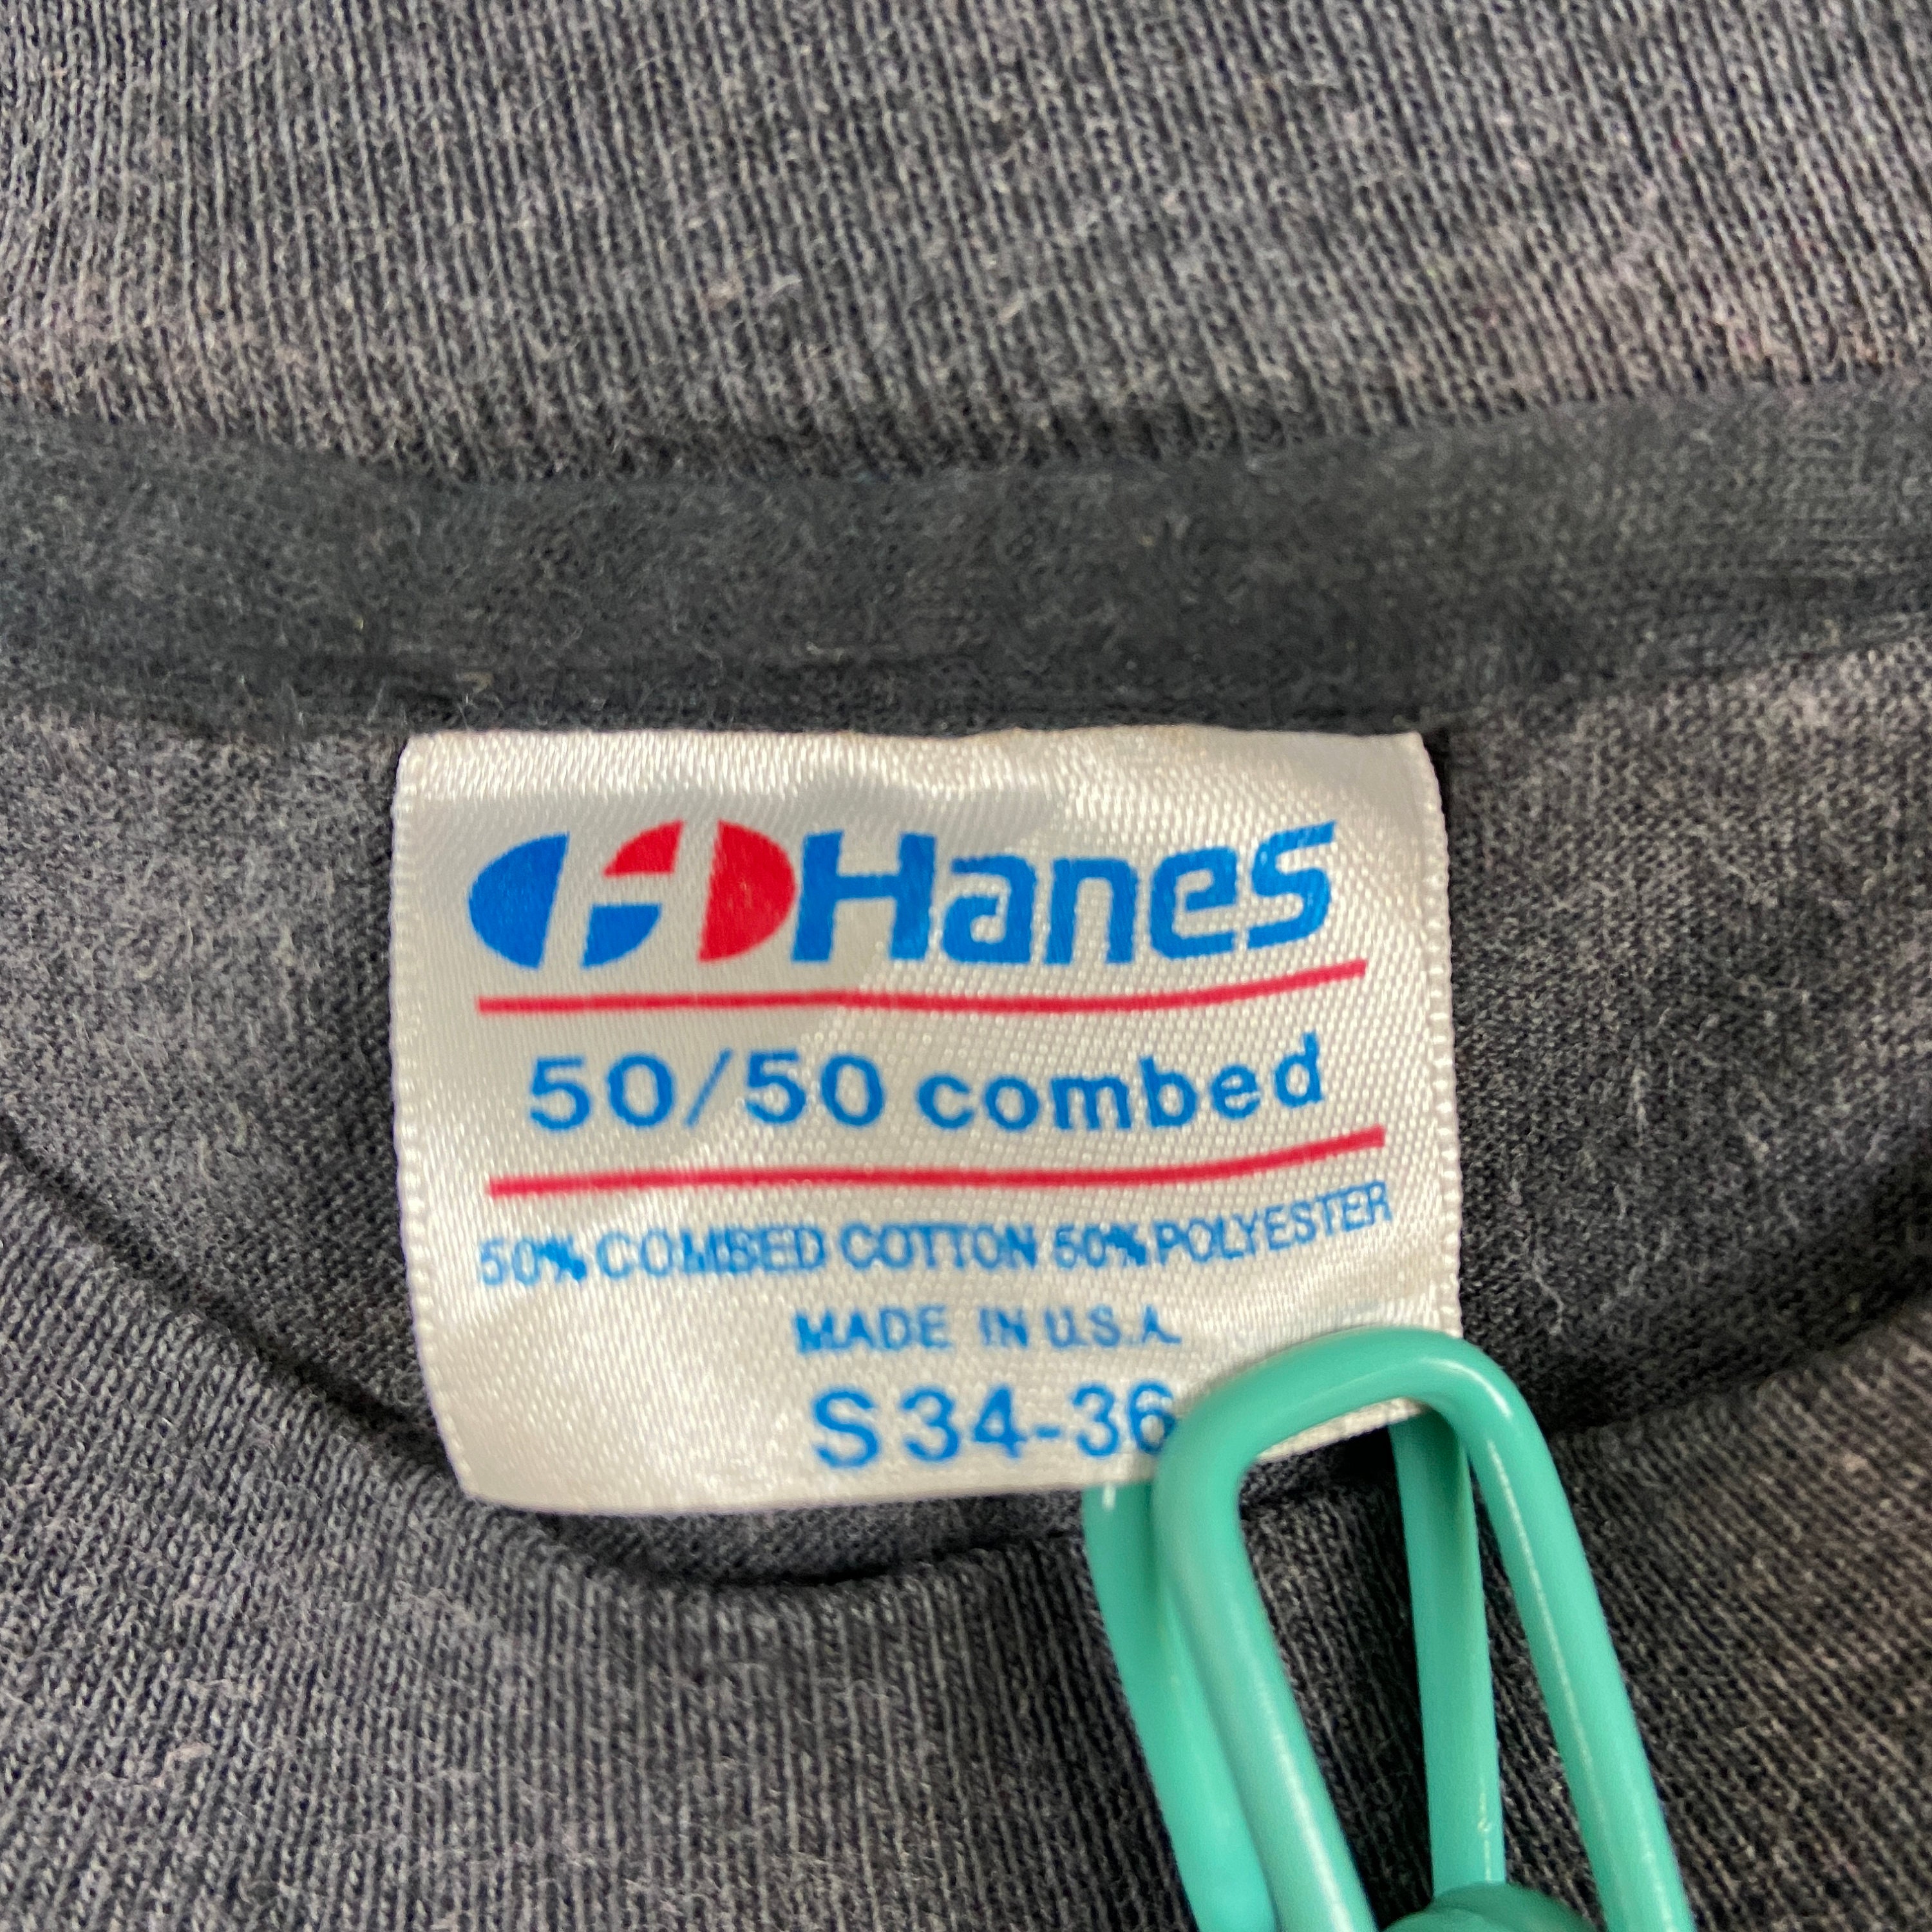 Hanes
50/50 combed
50% COMBED COTTON 50% POLYESTER
MADE IN U.S.A.
S 34-36